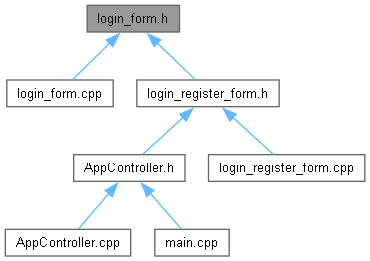 login_form.h
login_form.cpp
login_register_form.h
AppController.h
login_register_form.cpp
AppController.cpp
main.cpp